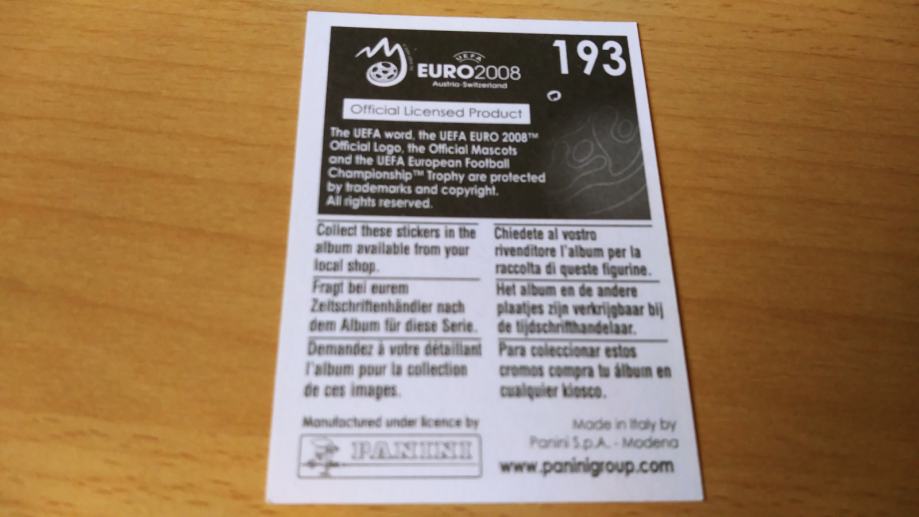 193
UEFA
EURO2008
Austria-Switzerland
Official Licensed Product
The UEFA word, the UEFA EURO 2008™
Official Logo, the Official Mascots
and the UEFA European Football
Championship™ Trophy are protected
by trademarks and copyright.
All rights reserved.
Collect these stickers in the
album available from your
local shop.
Chiedete al vostro
rivenditore l'album per la
raccolta di queste figurine.
Fragt bei eurem
Zeitschriftenhändler nach
dem Album für diese Serie.
Het album en de andere
plaatjes zijn verkrijgbaar bij
de tijdschrifthandelaar.
Demandez à votre détaillant
l'album pour la collection
de ces images.
Para coleccionar estos
cromos compra tu álbum en
cualquier kiosco.
Manufactured under licence by
PANINI
Made in Italy by
Panini S.p.A. - Modena
www.paninigroup.com